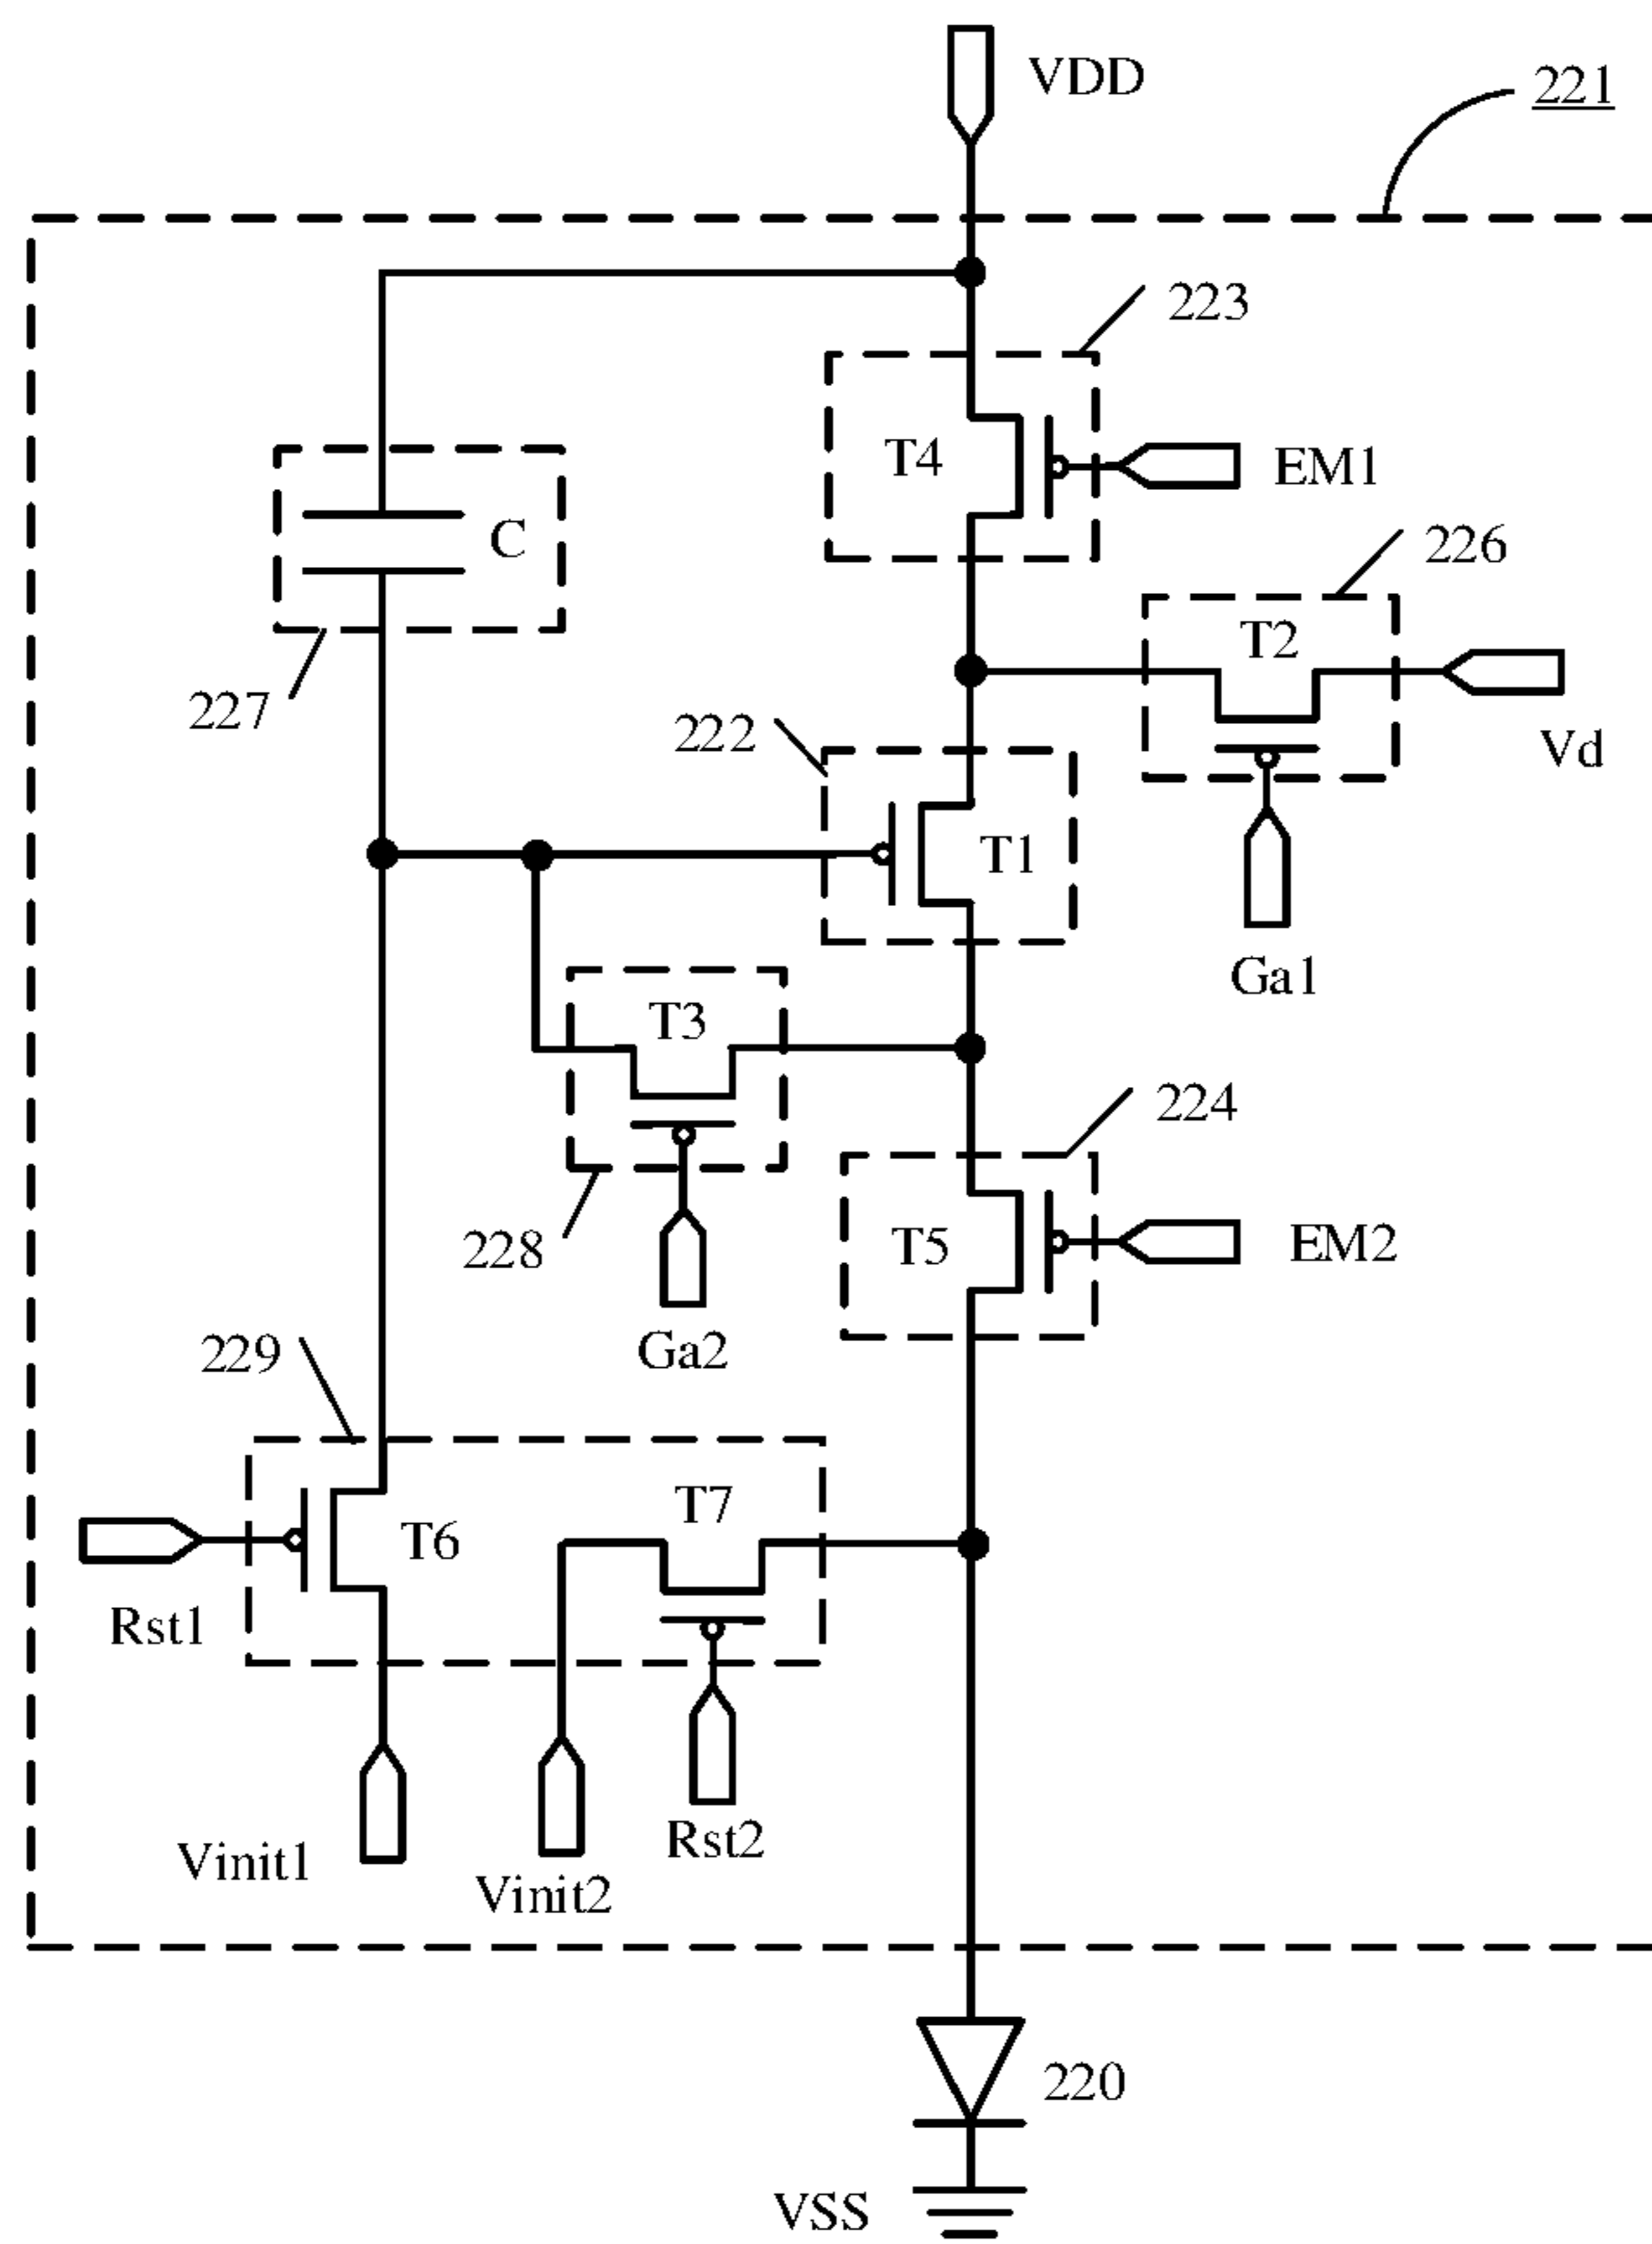 VDD
221
223
T4
EM1
C
226
T2
227
222
Vd
T1
Ga1
T3
224
228
T5
EM2
Ga2
229
T7
T6
Rst1
Rst2
Vinit1
Vinit2
220
VSS